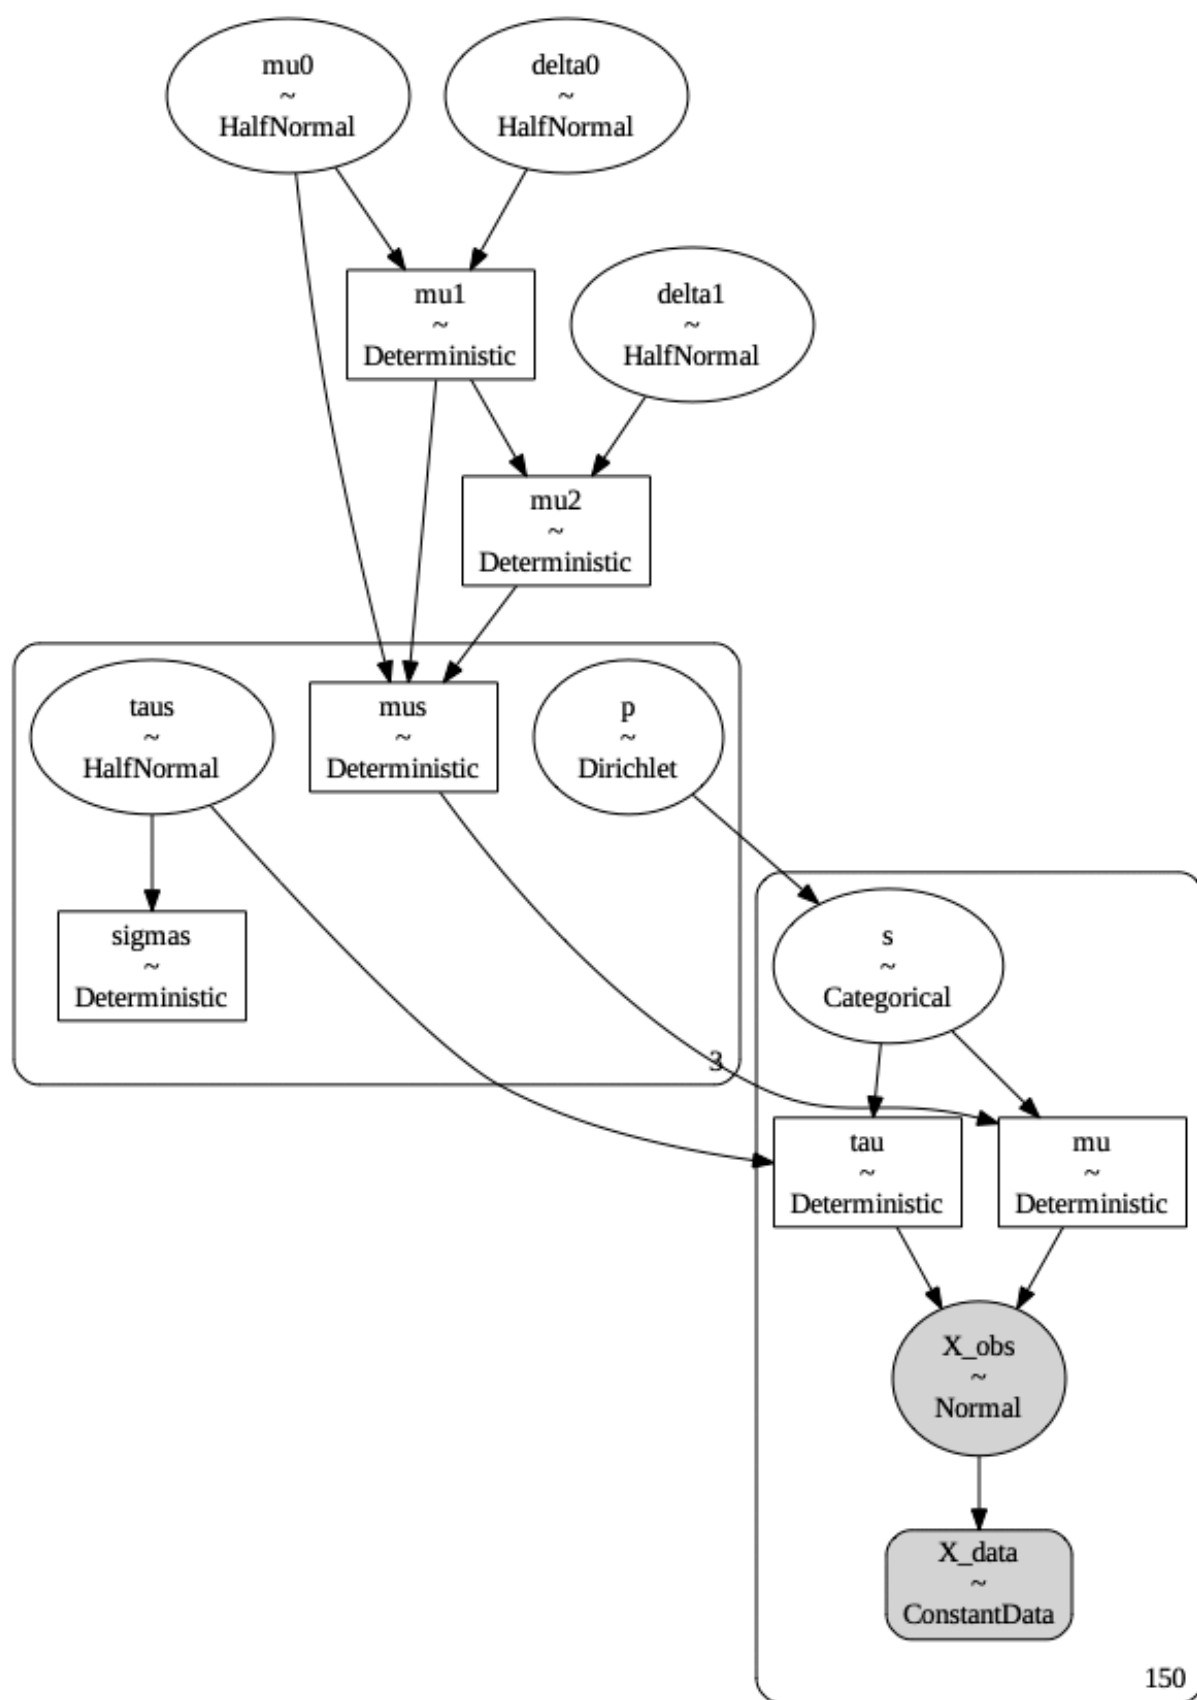 mu0
~
HalfNormal
delta0
~
HalfNormal
mu1
~
Deterministic
delta1
~
HalfNormal
mu2
~
Deterministic
taus
~
HalfNormal
mus
~
Deterministic
p
~
Dirichlet
sigmas
~
Deterministic
3
s
~
Categorical
tau
~
Deterministic
mu
~
Deterministic
X_obs
~
Normal
X_data
~
ConstantData
150